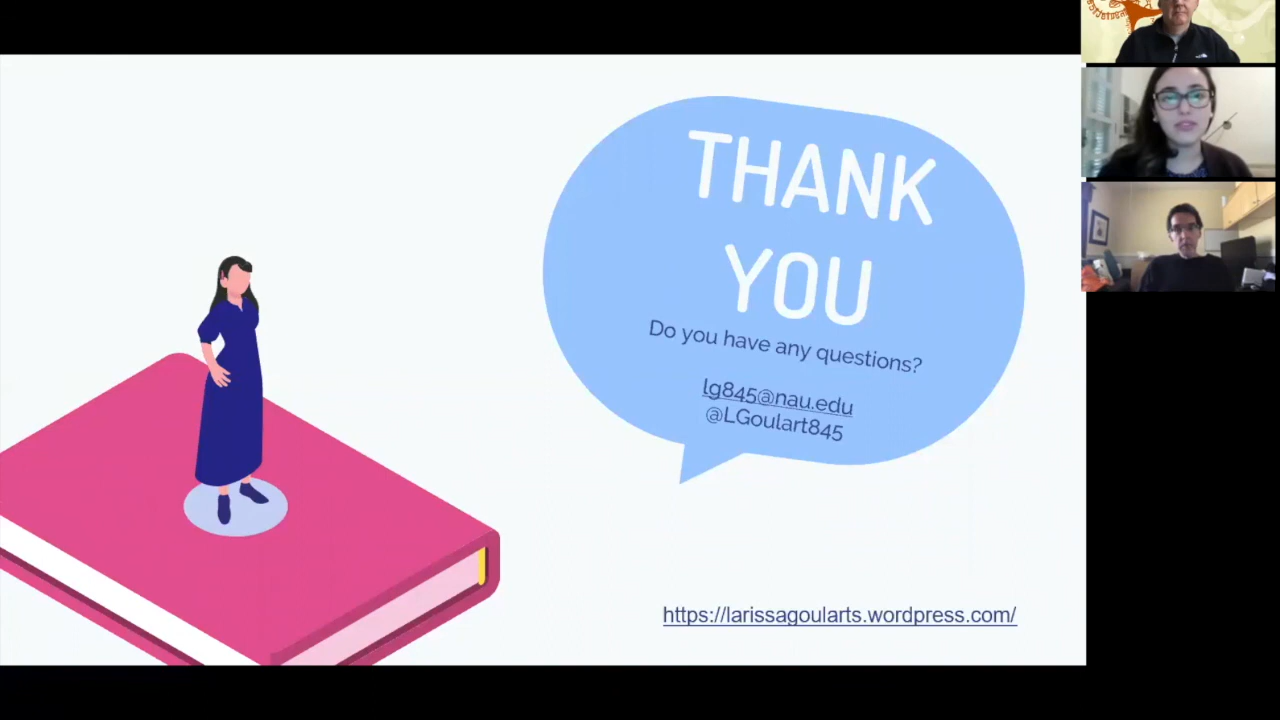 THANK
YOU
Do you have any questions?
lg845@nau.edu
@LGoulart845
https://larissagoularts.wordpress.com/